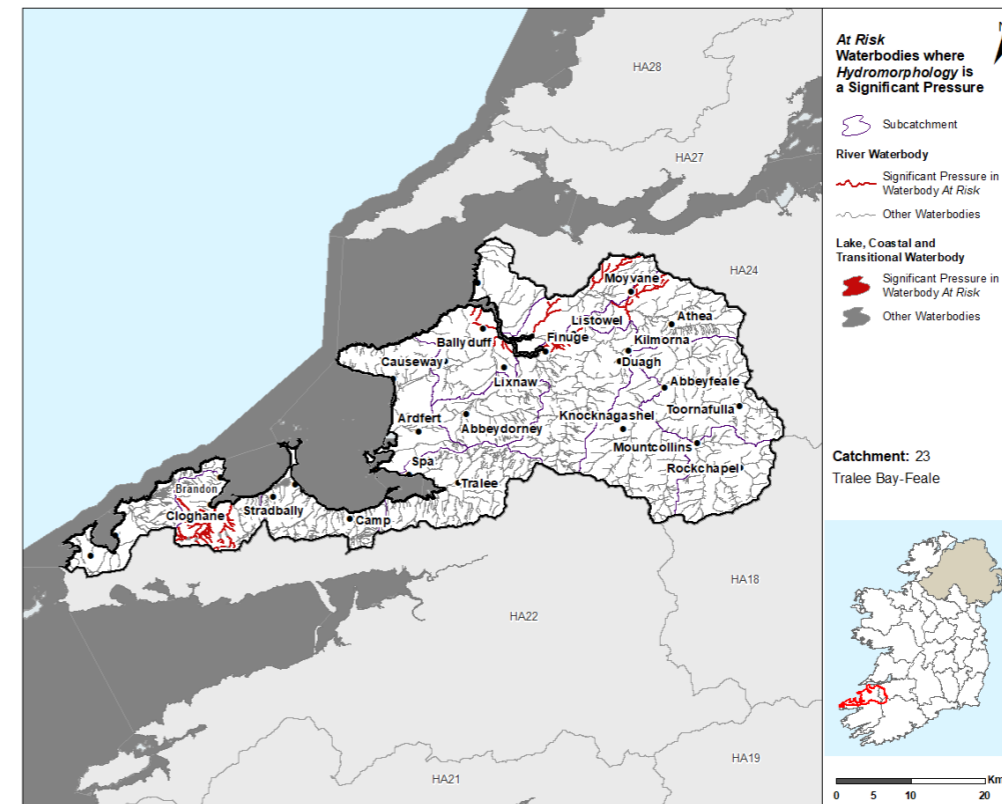 HA28
HA27
HA24
Moyvane
Athea
Listowel
Ballyduff
Finuge
Kilmorna
Causeway
Duagh
Lixnaw
Abbeyfeale
Toornafulla
Ardfert
Knocknagashel
Abbeydorney
Mountcollins
Spa
Rockchapel
Tralee
Brandon
Cloghane
Stradbally
Camp
HA18
HA22
HA19
HA21
N
At Risk
Waterbodies where
Hydromorphology is
a Significant Pressure
Subcatchment
River Waterbody
Significant Pressure in
Waterbody At Risk
Other Waterbodies
Lake, Coastal and
Transitional Waterbody
Significant Pressure in
Waterbody At Risk
Other Waterbodies
Catchment: 23
Tralee Bay-Feale
Km
0 5 10 20